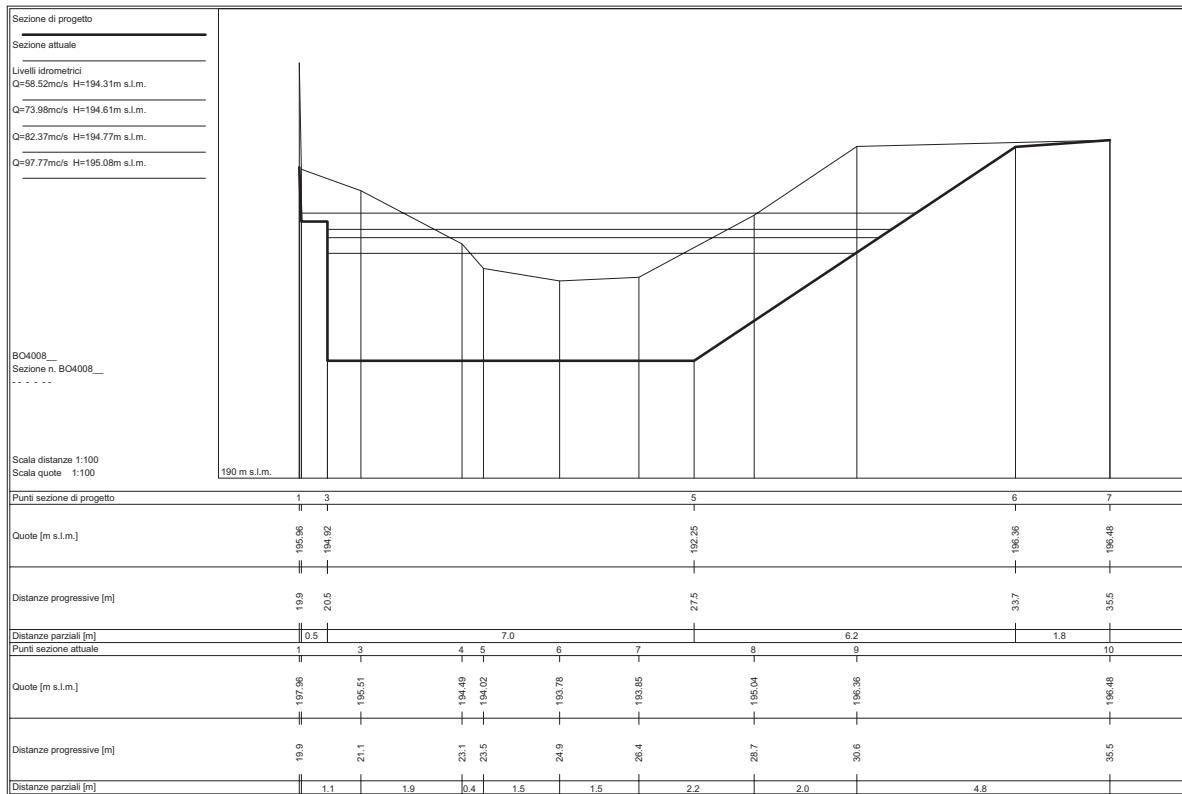 Sezione di progetto
Sezione attuale
Livelli idrometrici
Q=58.52mc/s H=194.31m s.l.m.
Q=73.98mc/s H=194.61m s.l.m.
Q=82.37mc/s H=194.77m s.l.m.
Q=97.77mc/s H=195.08m s.l.m.
BO4008__
Sezione n. BO4008__
- - - - - -
Scala distanze 1:100
Scala quote 1:100
190 m s.l.m.
Punti sezione di progetto 1 3 5 6 7
Quote [m s.l.m.] 195.96 194.92 192.25 196.36 196.48
Distanze progressive [m] 19.9 20.5 27.5 33.7 35.5
Distanze parziali [m] 0.5 7.0 6.2 1.8
Punti sezione attuale 1 3 4 5 6 7 8 9 10
Quote [m s.l.m.] 197.96 195.51 194.49 194.02 193.78 193.85 195.04 196.36 196.48
Distanze progressive [m] 19.9 21.1 23.1 23.5 24.9 26.4 28.7 30.6 35.5
Distanze parziali [m] 1.1 1.9 0.4 1.5 1.5 2.2 2.0 4.8